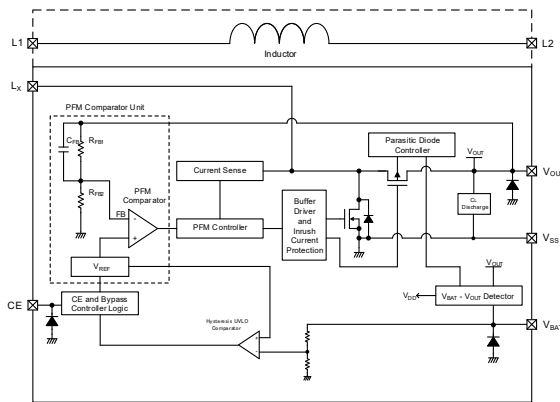 L1
L2
Inductor
LX
PFM Comparator Unit
CFB
RFB1
RFB2
FB
-
+
PFM
Comparator
VREF
Current Sense
PFM Controller
Buffer
Driver
and
Inrush
Current
Protection
Parasitic Diode
Controller
VOUT
VOU
CL
Discharge
VSS
CE
CE and Bypass
Controller Logic
Hysteresis UVLO
Comparator
+
-
VOUT
VDD
VBAT - VOUT Detector
VBAT